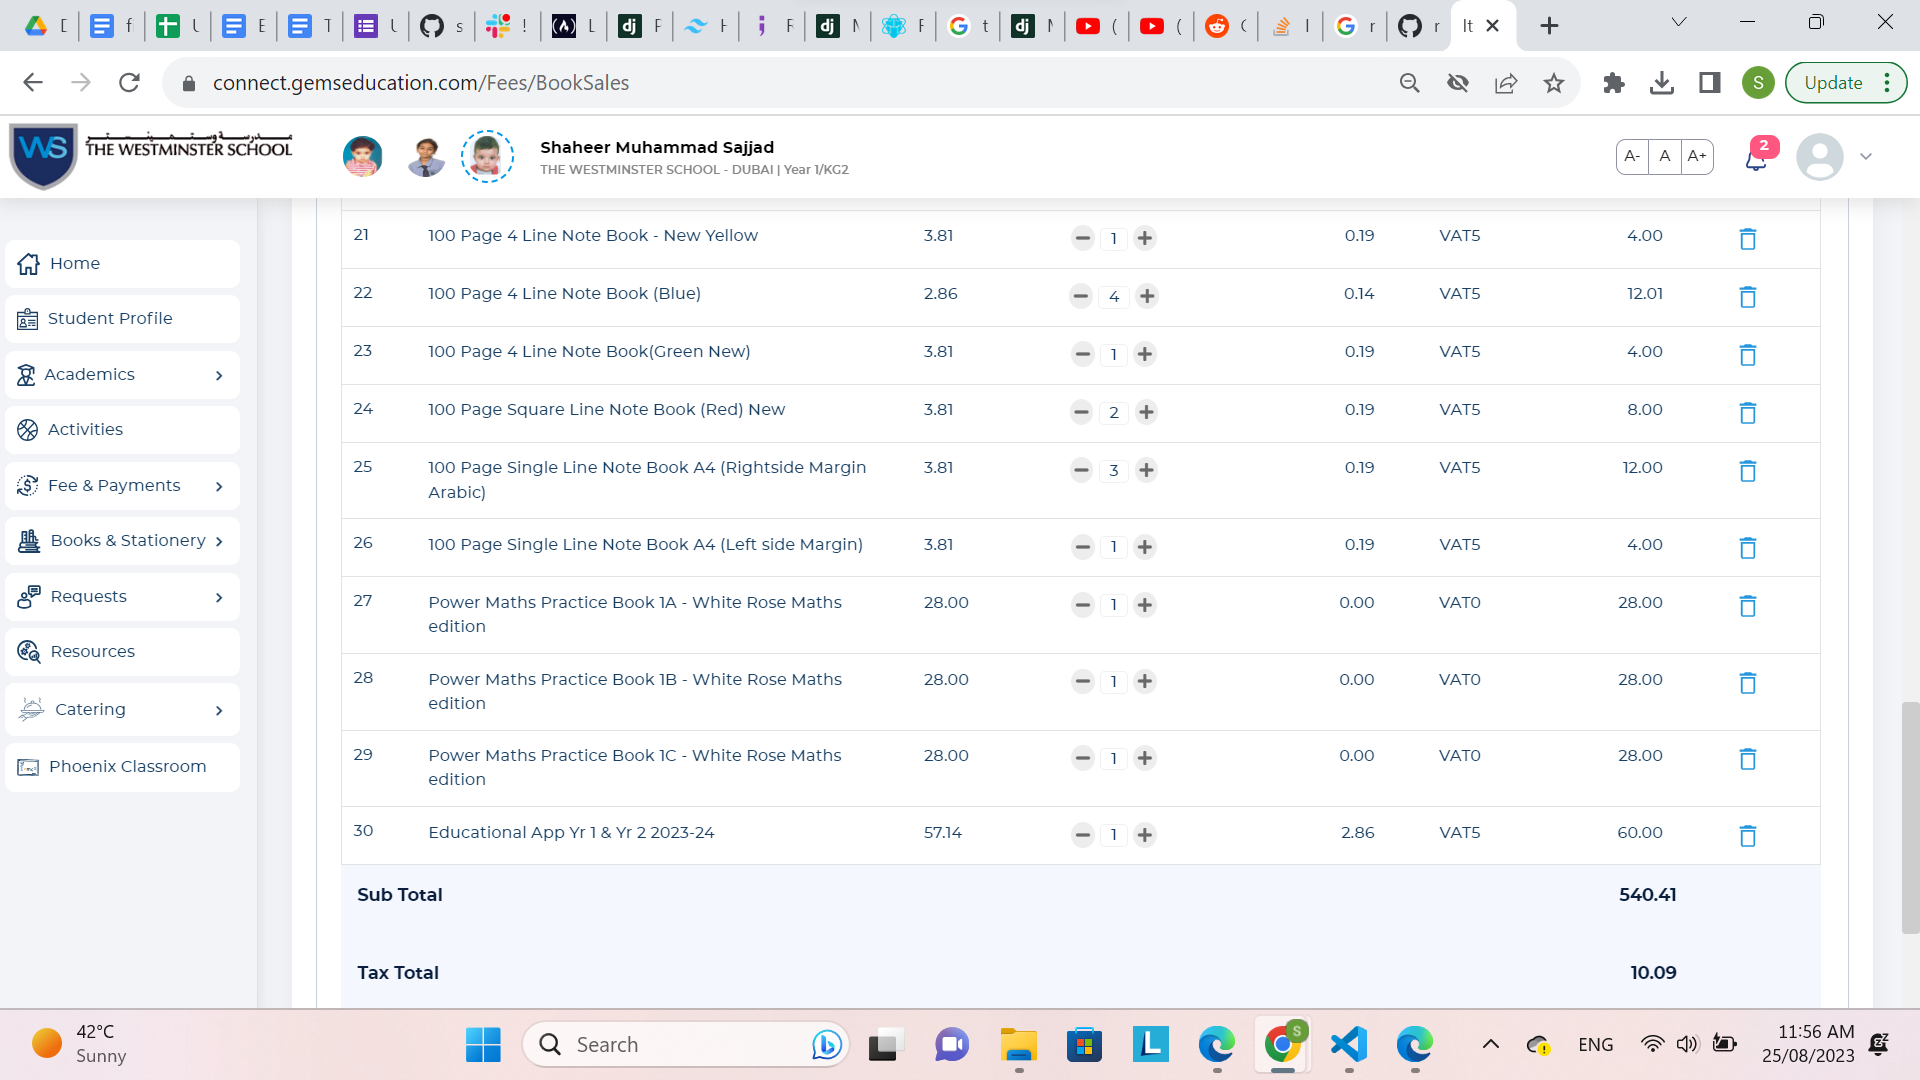 connect.gemseducation.com/Fees/BookSales
Update
S
WS
THE WESTMINSTER SCHOOL
Shaheer Muhammad Sajjad
THE WESTMINSTER SCHOOL - DUBAI | Year 1/KG2
A- A A+
2
Home
Student Profile
Academics
Activities
Fee & Payments
Books & Stationery
Requests
Resources
Catering
Phoenix Classroom
21 100 Page 4 Line Note Book - New Yellow 3.81 1 0.19 VAT5 4.00
22 100 Page 4 Line Note Book (Blue) 2.86 4 0.14 VAT5 12.01
23 100 Page 4 Line Note Book(Green New) 3.81 1 0.19 VAT5 4.00
24 100 Page Square Line Note Book (Red) New 3.81 2 0.19 VAT5 8.00
25 100 Page Single Line Note Book A4 (Rightside Margin 3.81 3 0.19 VAT5 12.00
Arabic)
26 100 Page Single Line Note Book A4 (Left side Margin) 3.81 1 0.19 VAT5 4.00
27 Power Maths Practice Book 1A - White Rose Maths 28.00 1 0.00 VAT0 28.00
edition
28 Power Maths Practice Book 1B - White Rose Maths 28.00 1 0.00 VAT0 28.00
edition
29 Power Maths Practice Book 1C - White Rose Maths 28.00 1 0.00 VAT0 28.00
edition
30 Educational App Yr 1 & Yr 2 2023-24 57.14 1 2.86 VAT5 60.00
Sub Total 540.41
Tax Total 10.09
42°C
Sunny
Search
ENG
11:56 AM
25/08/2023